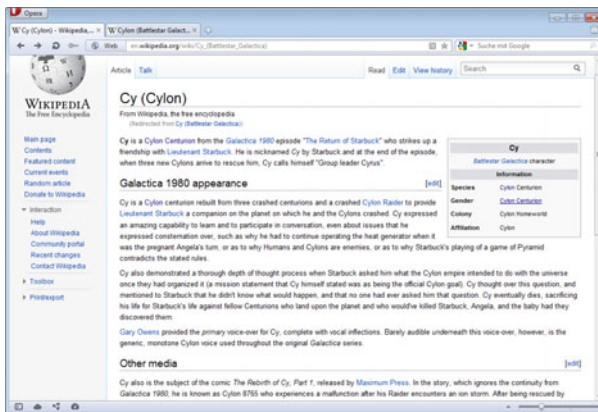 Opera
Cy (Cylon) - Wikipedia,...
Cylon (Battlestar Galact...
Web
en.wikipedia.org/wiki/Cy_(Battlestar_Galactica)
Suche mit Google
WIKIPEDIA
The Free Encyclopedia
Main page
Contents
Featured content
Current events
Random article
Donate to Wikipedia
Interaction
Help
About Wikipedia
Community portal
Recent changes
Contact Wikipedia
Toolbox
Print/export
Article Talk
Read Edit View history
Search
Cy (Cylon)
From Wikipedia, the free encyclopedia
(Redirected from Cy (Battlestar Galactica))
Cy is a Cylon Centurion from the Galactica 1980 episode "The Return of Starbuck" who strikes up a
friendship with Lieutenant Starbuck. He is nicknamed Cy by Starbuck and at the end of the episode,
when three new Cylons arrive to rescue him, Cy calls himself "Group leader Cyrus".
Cy
Battlestar Galactica character
Information
Species Cylon Centurion
Gender Cylon Centurion
Colony Cylon Homeworld
Affiliation Cylon
Galactica 1980 appearance [edit]
Cy is a Cylon centurion rebuilt from three crashed centurions and a crashed Cylon Raider to provide
Lieutenant Starbuck a companion on the planet on which he and the Cylons crashed. Cy expressed
an amazing capability to learn and to participate in conversation, even about issues that he
expressed consternation over, such as why he had to continue operating the heat generator when it
was the pregnant Angela's turn, or as to why Humans and Cylons are enemies, or as to why Starbuck's playing of a game of Pyramid
contradicts the stated rules.
Cy also demonstrated a thorough depth of thought process when Starbuck asked him what the Cylon empire intended to do with the universe
once they had organized it (a mission statement that Cy himself stated was as being the official Cylon goal). Cy thought over this question, and
mentioned to Starbuck that he didn't know what would happen, and that no one had ever asked him that question. Cy eventually dies, sacrificing
his life for Starbuck's life against fellow Centurions who land upon the planet and who would've killed Starbuck, Angela, and the baby had they
discovered them.
Gary Owens provided the primary voice-over for Cy, complete with vocal inflections. Barely audible underneath this voice-over, however, is the
generic, monotone Cylon voice used throughout the original Galactica series.
Other media [edit]
Cy also is the subject of the comic The Rebirth of Cy, Part 1, released by Maximum Press. In the story, which ignores the continuity from
Galactica 1980, he is known as Cylon 8765 who experiences a malfunction after his Raider encounters an ion storm. After being rescued by